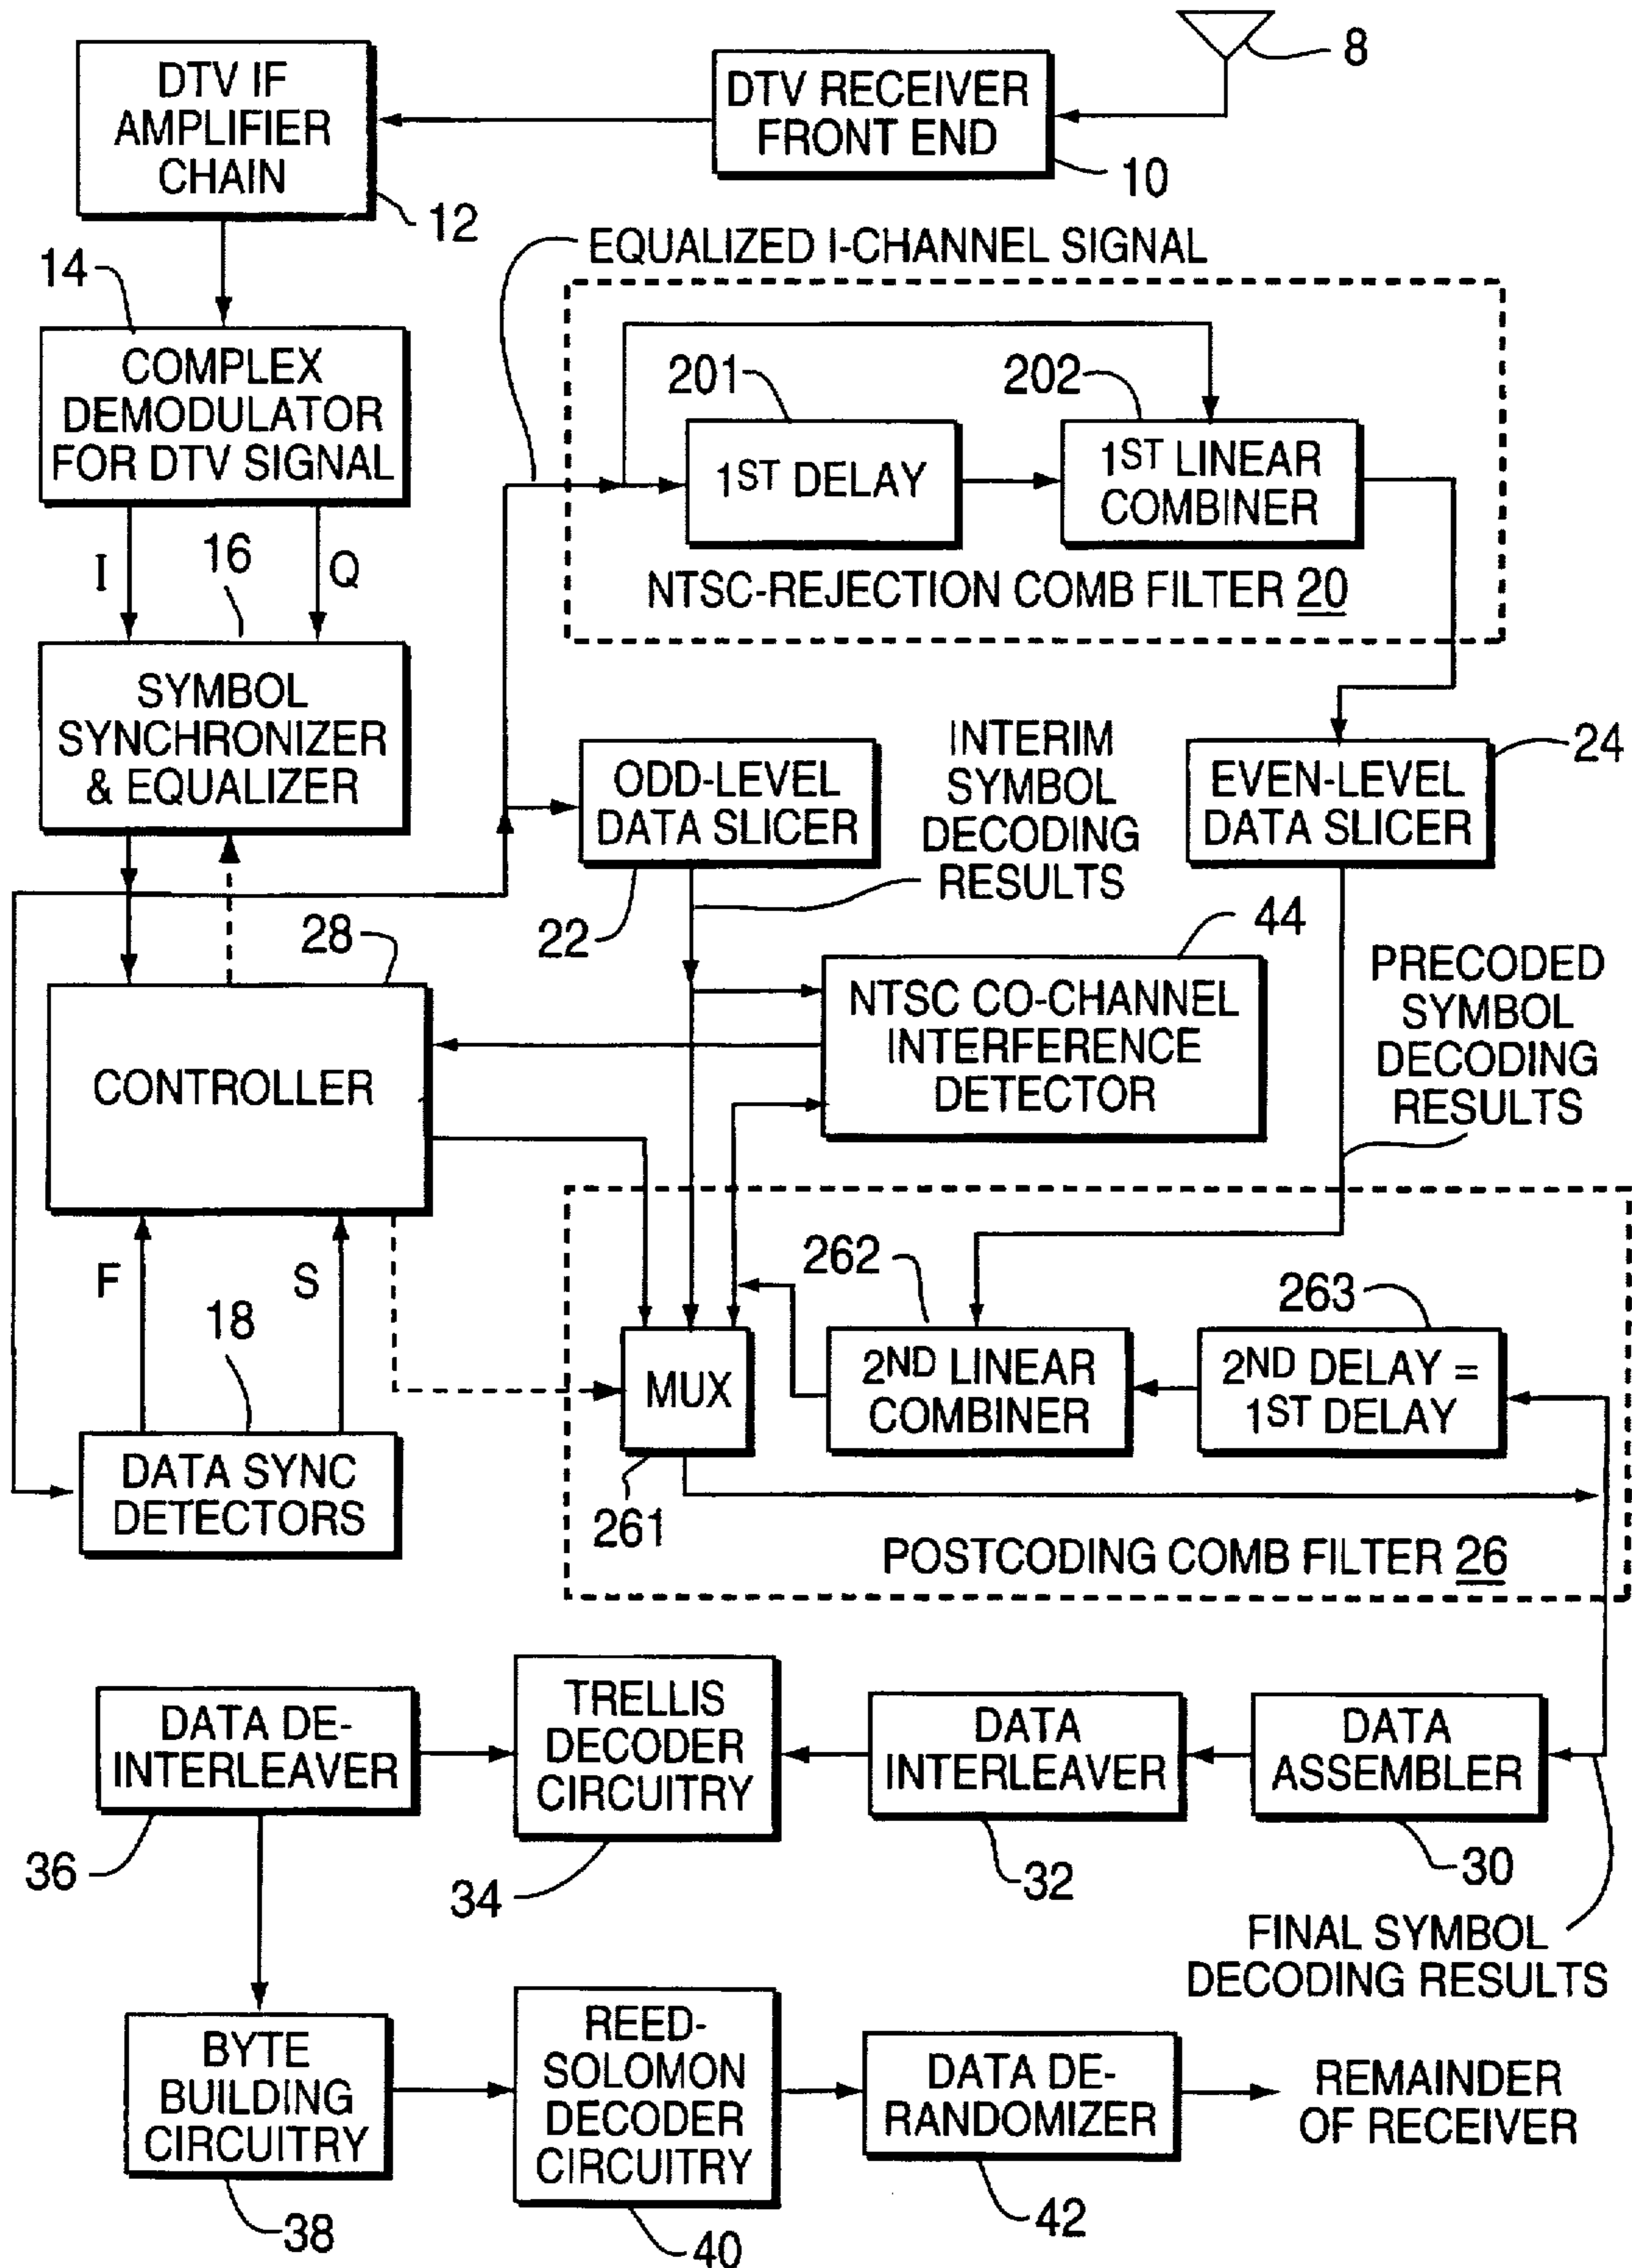 8
DTV IF
AMPLIFIER
CHAIN
12
DTV RECEIVER
FRONT END
10
EQUALIZED I-CHANNEL SIGNAL
14
COMPLEX
DEMODULATOR
FOR DTV SIGNAL
I
16
Q
201
202
1ST DELAY
1ST LINEAR
COMBINER
NTSC-REJECTION COMB FILTER 20
SYMBOL
SYNCHRONIZER
& EQUALIZER
ODD-LEVEL
DATA SLICER
22
INTERIM
SYMBOL
DECODING
RESULTS
EVEN-LEVEL
DATA SLICER
24
28
CONTROLLER
44
NTSC CO-CHANNEL
INTERFERENCE
DETECTOR
PRECODED
SYMBOL
DECODING
RESULTS
F
S
18
DATA SYNC
DETECTORS
262
263
MUX
261
2ND LINEAR
COMBINER
2ND DELAY =
1ST DELAY
POSTCODING COMB FILTER 26
DATA DE-
INTERLEAVER
36
TRELLIS
DECODER
CIRCUITRY
34
DATA
INTERLEAVER
32
DATA
ASSEMBLER
30
FINAL SYMBOL
DECODING RESULTS
BYTE
BUILDING
CIRCUITRY
38
REED-
SOLOMON
DECODER
CIRCUITRY
40
DATA DE-
RANDOMIZER
42
REMAINDER
OF RECEIVER